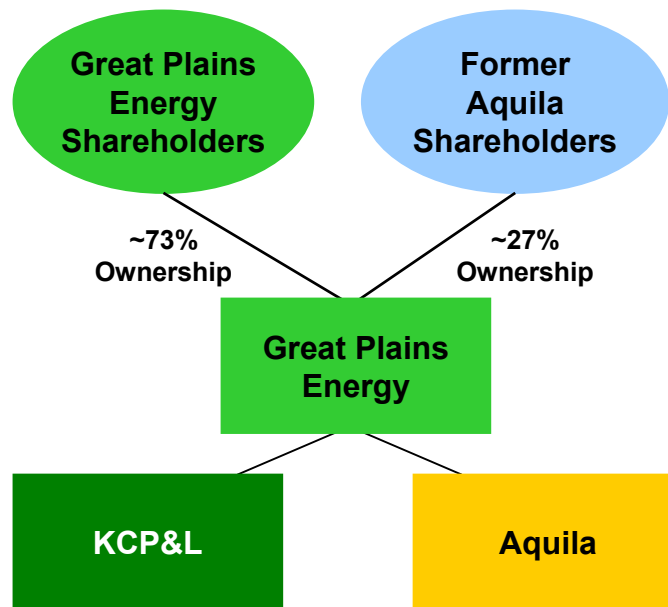 Great Plains
Energy
Shareholders
Former
Aquila
Shareholders
~73%
Ownership
~27%
Ownership
Great Plains
Energy
KCP&L
Aquila